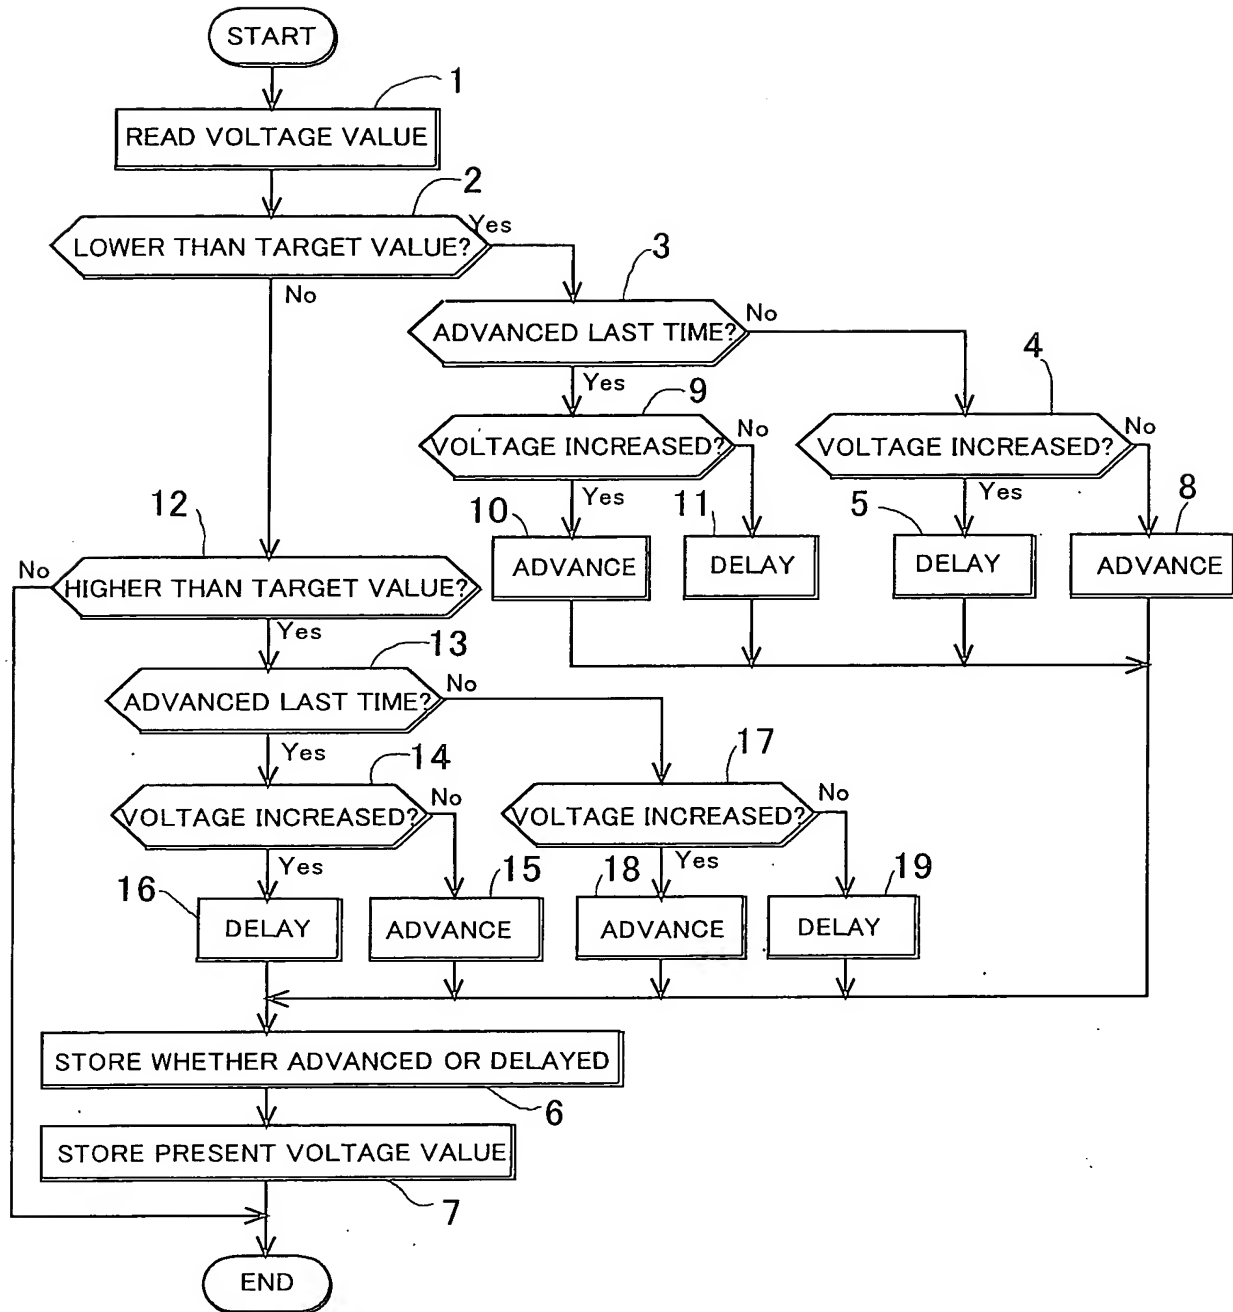 START
1
READ VOLTAGE VALUE
2
LOWER THAN TARGET VALUE?
Yes
No
3
ADVANCED LAST TIME?
No
Yes
4
9
VOLTAGE INCREASED?
No
Yes
VOLTAGE INCREASED?
No
Yes
10
ADVANCE
11
DELAY
5
DELAY
8
ADVANCE
12
No
HIGHER THAN TARGET VALUE?
Yes
13
ADVANCED LAST TIME?
No
Yes
14
VOLTAGE INCREASED?
No
Yes
17
VOLTAGE INCREASED?
No
Yes
16
DELAY
15
ADVANCE
18
ADVANCE
19
DELAY
STORE WHETHER ADVANCED OR DELAYED
6
STORE PRESENT VOLTAGE VALUE
7
END